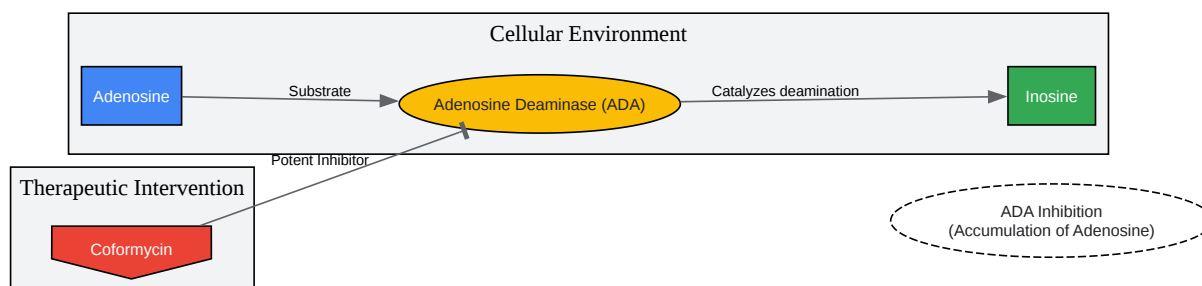 Cellular Environment
Adenosine
Substrate
Adenosine Deaminase (ADA)
Catalyzes deamination
Inosine
Potent Inhibitor
Therapeutic Intervention
Coformycin
ADA Inhibition
(Accumulation of Adenosine)